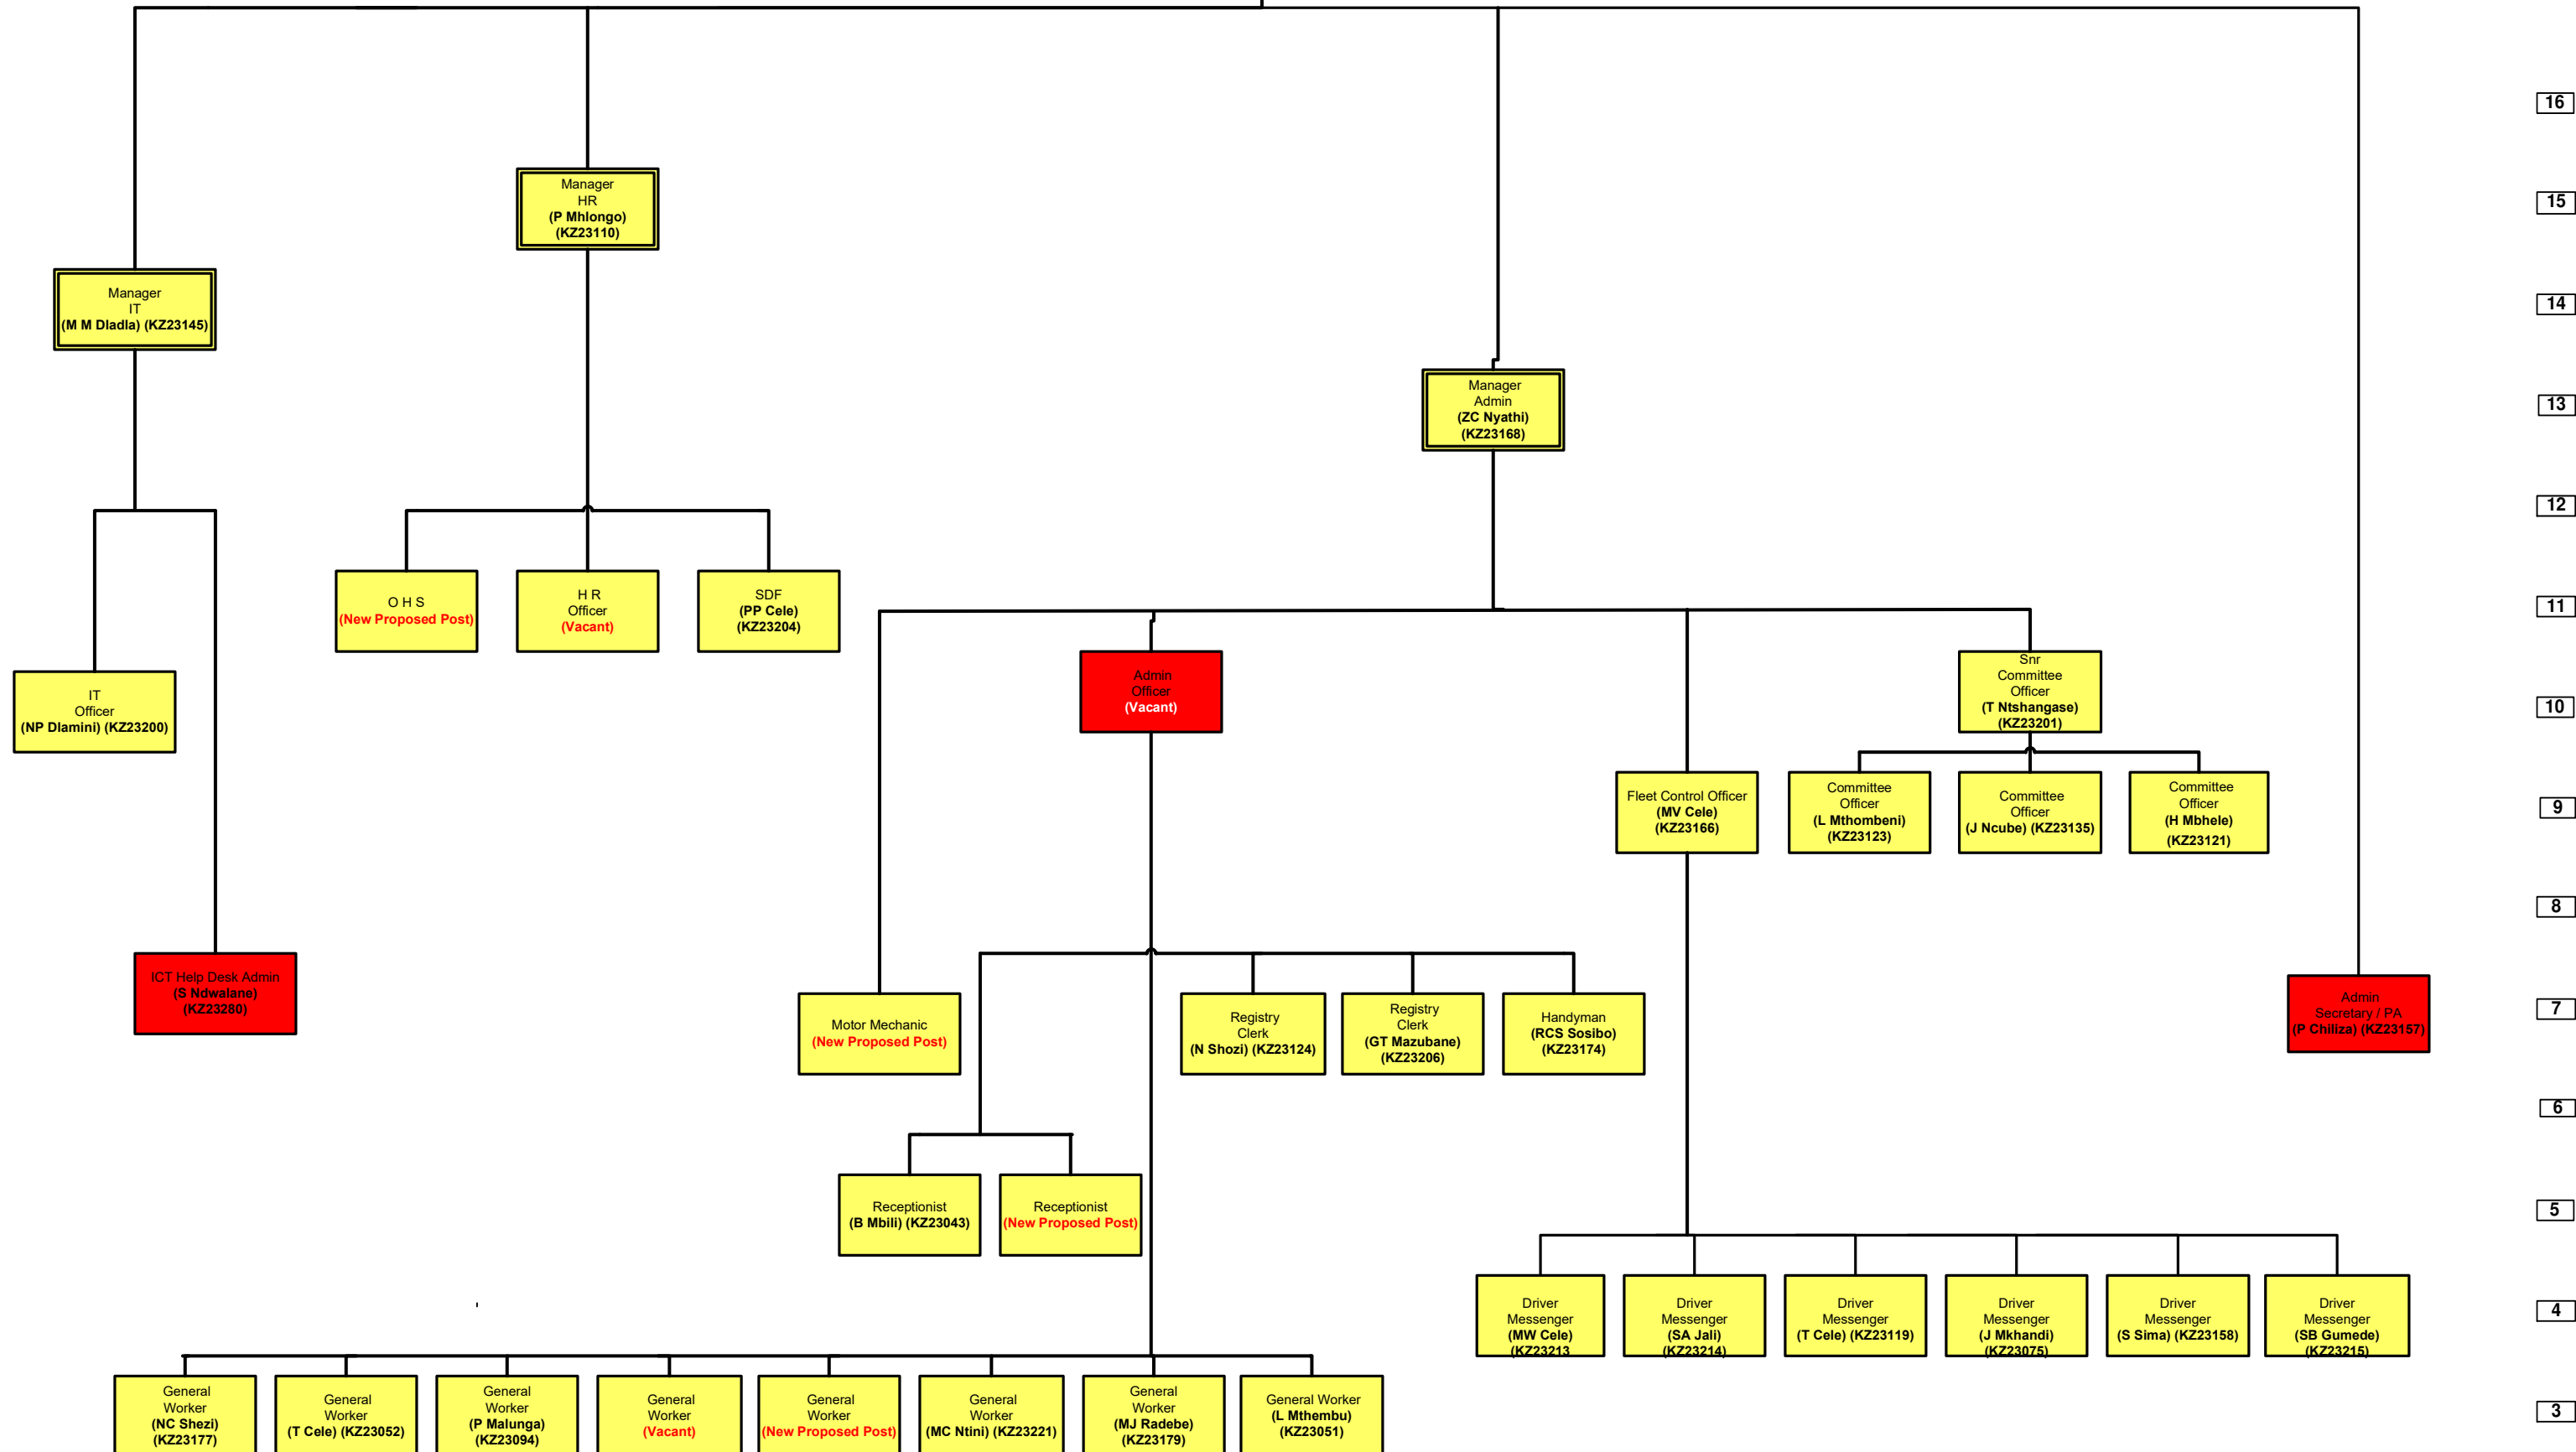 16
Manager
HR
(P Mhlongo)
(KZ23110)
15
Manager
IT
(M M Dladla) (KZ23145)
14
Manager
Admin
(ZC Nyathi)
(KZ23168)
13
12
O H S
(New Proposed Post)
H R
Officer
(Vacant)
SDF
(PP Cele)
(KZ23204)
11
IT
Officer
(NP Dlamini) (KZ23200)
Admin
Officer
(Vacant)
Snr
Committee
Officer
(T Ntshangase)
(KZ23201)
10
Fleet Control Officer
(MV Cele)
(KZ23166)
Committee
Officer
(L Mthombeni)
(KZ23123)
Committee
Officer
(J Ncube) (KZ23135)
Committee
Officer
(H Mbhele)
(KZ23121)
9
8
ICT Help Desk Admin
(S Ndwalane)
(KZ23280)
Motor Mechanic
(New Proposed Post)
Registry
Clerk
(N Shozi) (KZ23124)
Registry
Clerk
(GT Mazubane)
(KZ23206)
Handyman
(RCS Sosibo)
(KZ23174)
Admin
Secretary / PA
(P Chiliza) (KZ23157)
7
6
Receptionist
(B Mbili) (KZ23043)
Receptionist
(New Proposed Post)
5
Driver
Messenger
(MW Cele)
(KZ23213
Driver
Messenger
(SA Jali)
(KZ23214)
Driver
Messenger
(T Cele) (KZ23119)
Driver
Messenger
(J Mkhandi)
(KZ23075)
Driver
Messenger
(S Sima) (KZ23158)
Driver
Messenger
(SB Gumede)
(KZ23215)
4
General
Worker
(NC Shezi)
(KZ23177)
General
Worker
(T Cele) (KZ23052)
General
Worker
(P Malunga)
(KZ23094)
General
Worker
(Vacant)
General
Worker
(New Proposed Post)
General
Worker
(MC Ntini) (KZ23221)
General
Worker
(MJ Radebe)
(KZ23179)
General Worker
(L Mthembu)
(KZ23051)
3